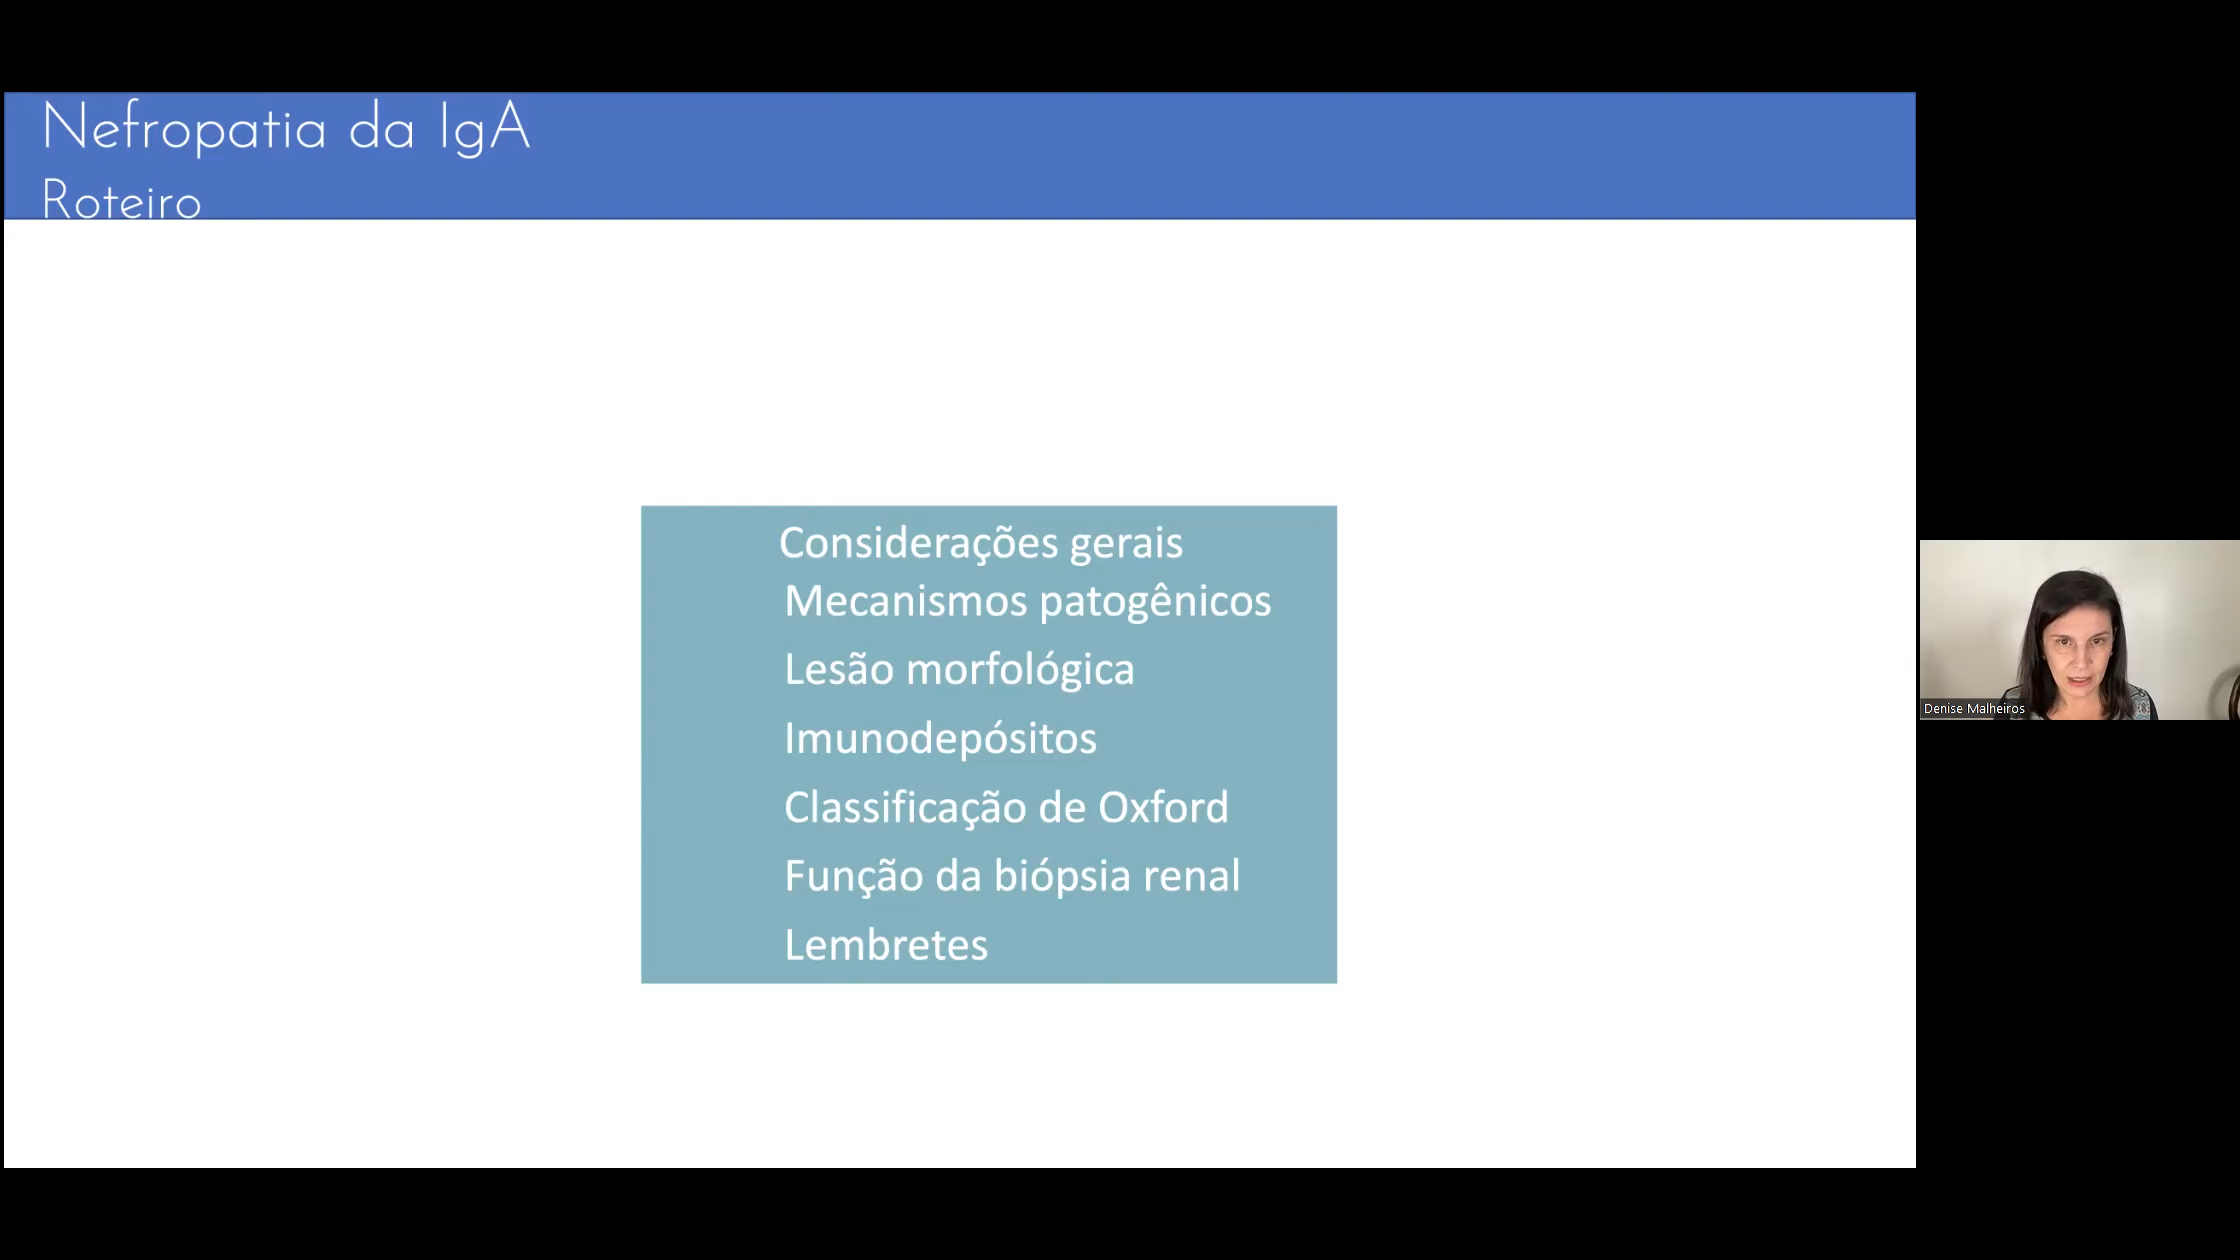 Nefropatia da IgA
Roteiro
Considerações gerais
Mecanismos patogênicos
Lesão morfológica
Imunodepósitos
Classificação de Oxford
Função da biópsia renal
Lembretes
Denise Malheiros